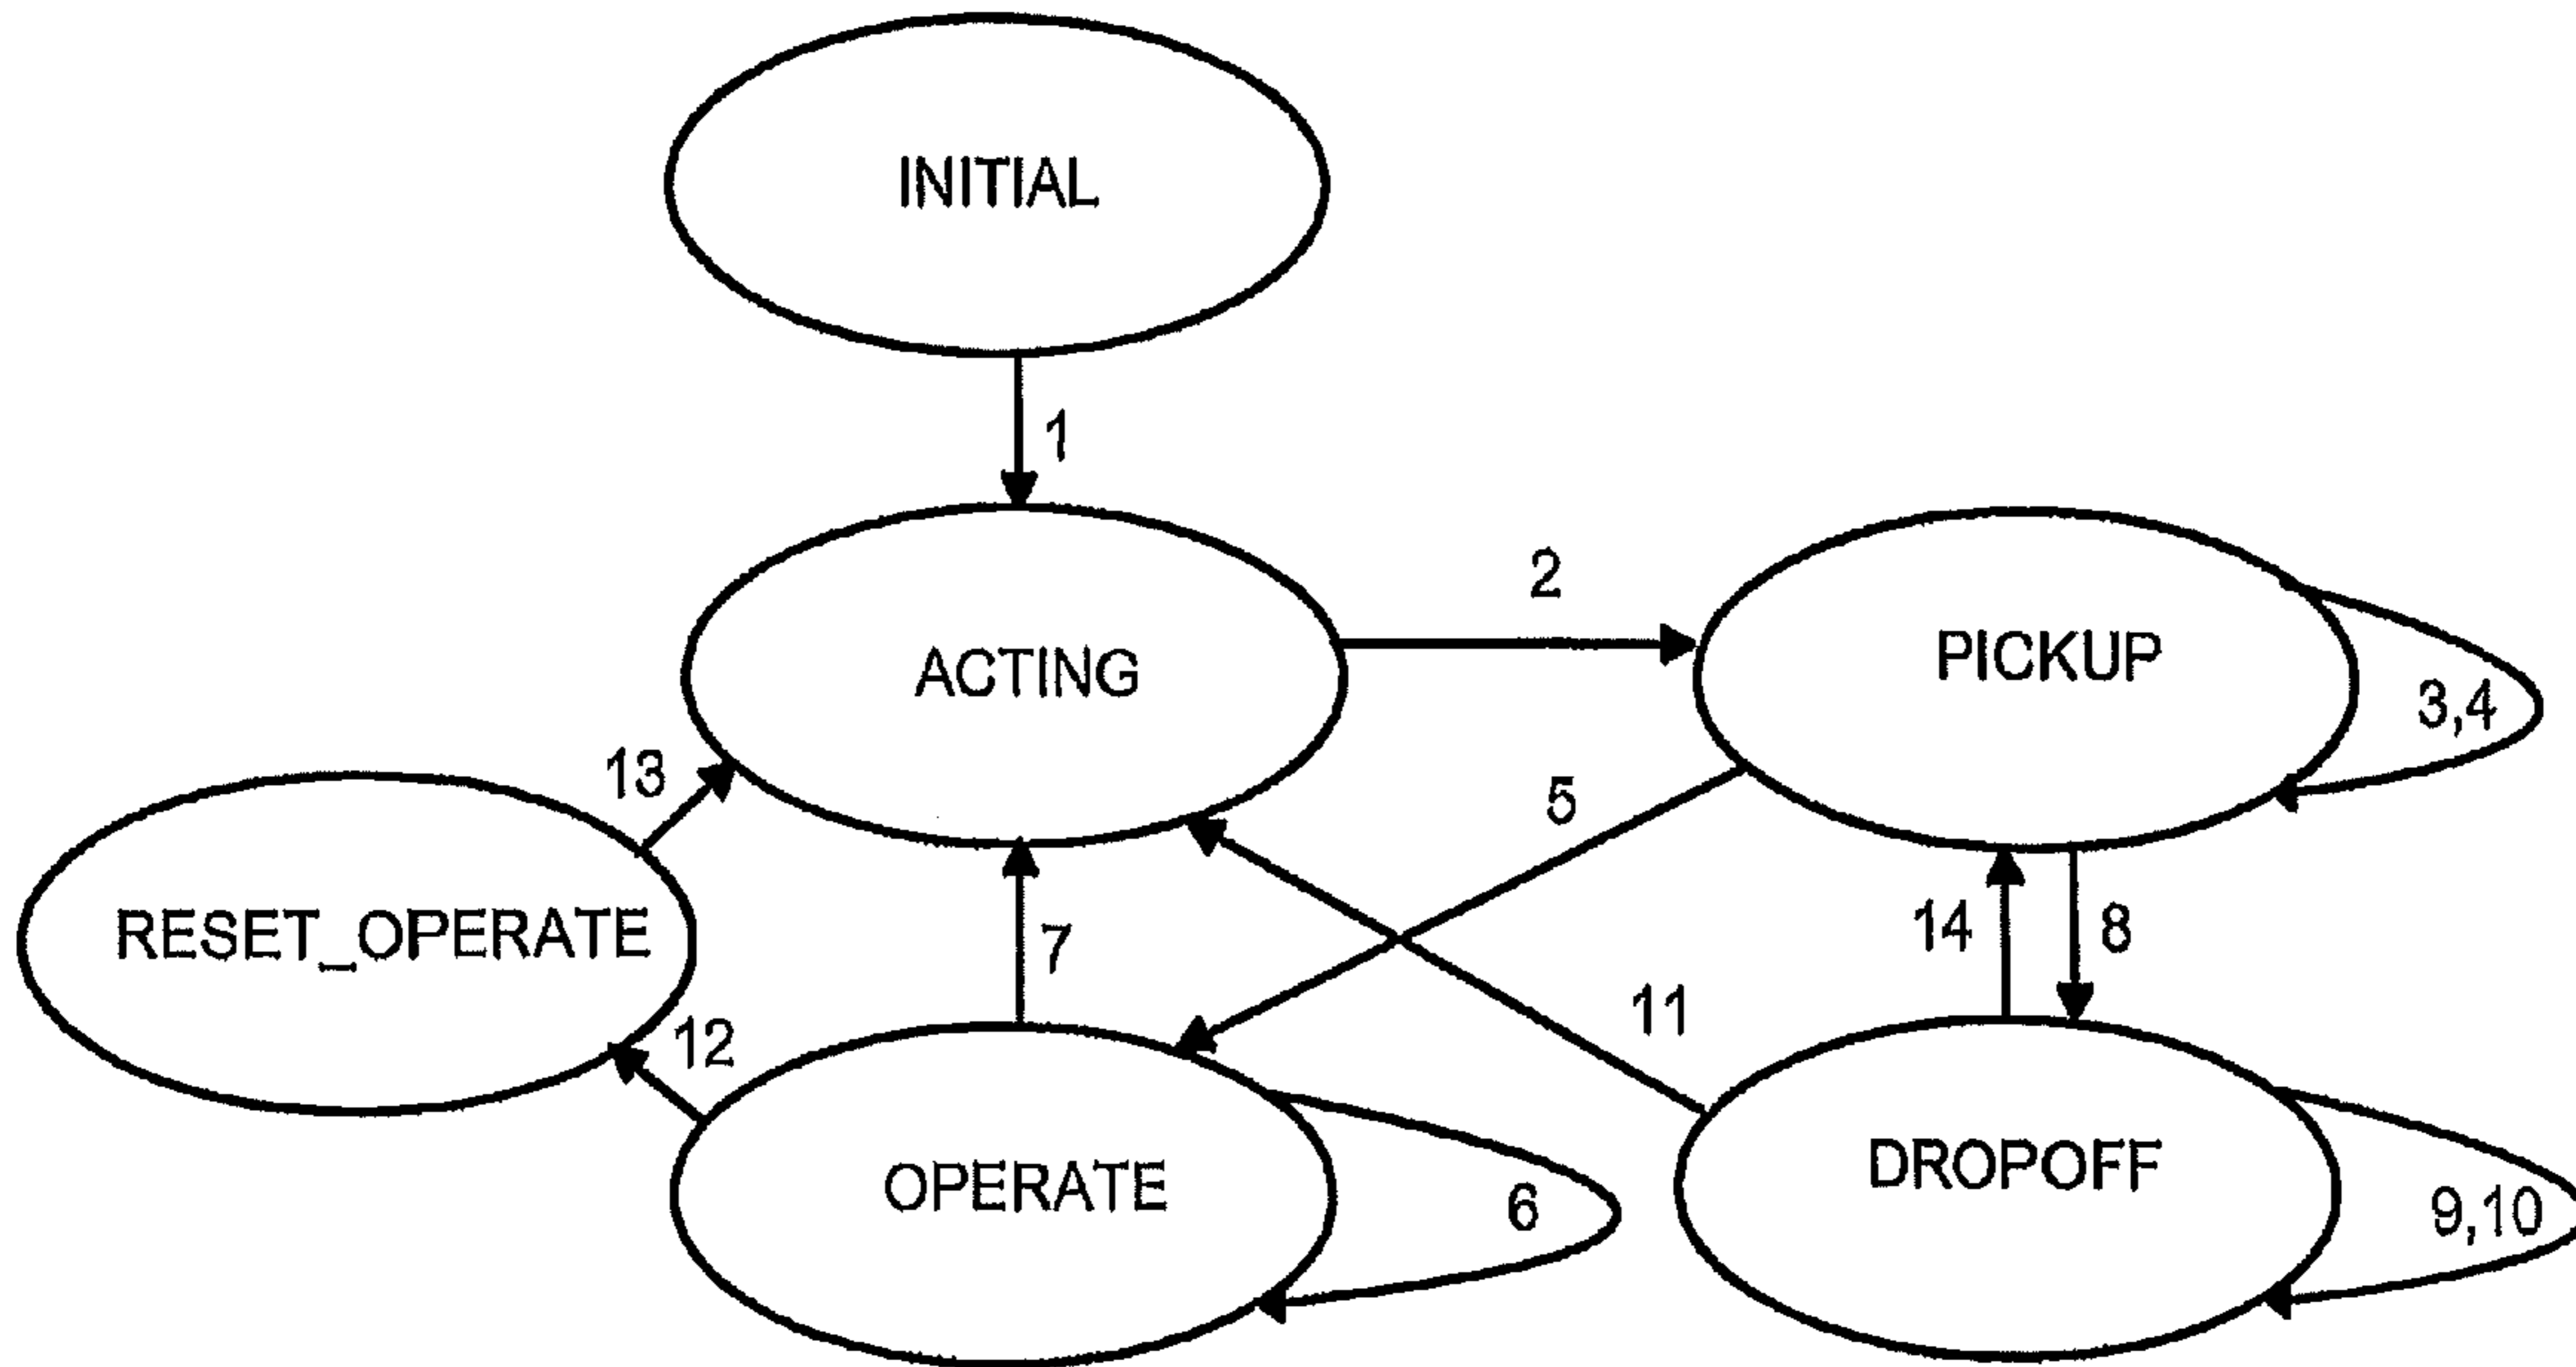 INITIAL
1
2
ACTING
PICKUP
3,4
13
5
RESET_OPERATE
7
14
8
11
12
OPERATE
6
DROPOFF
9,10